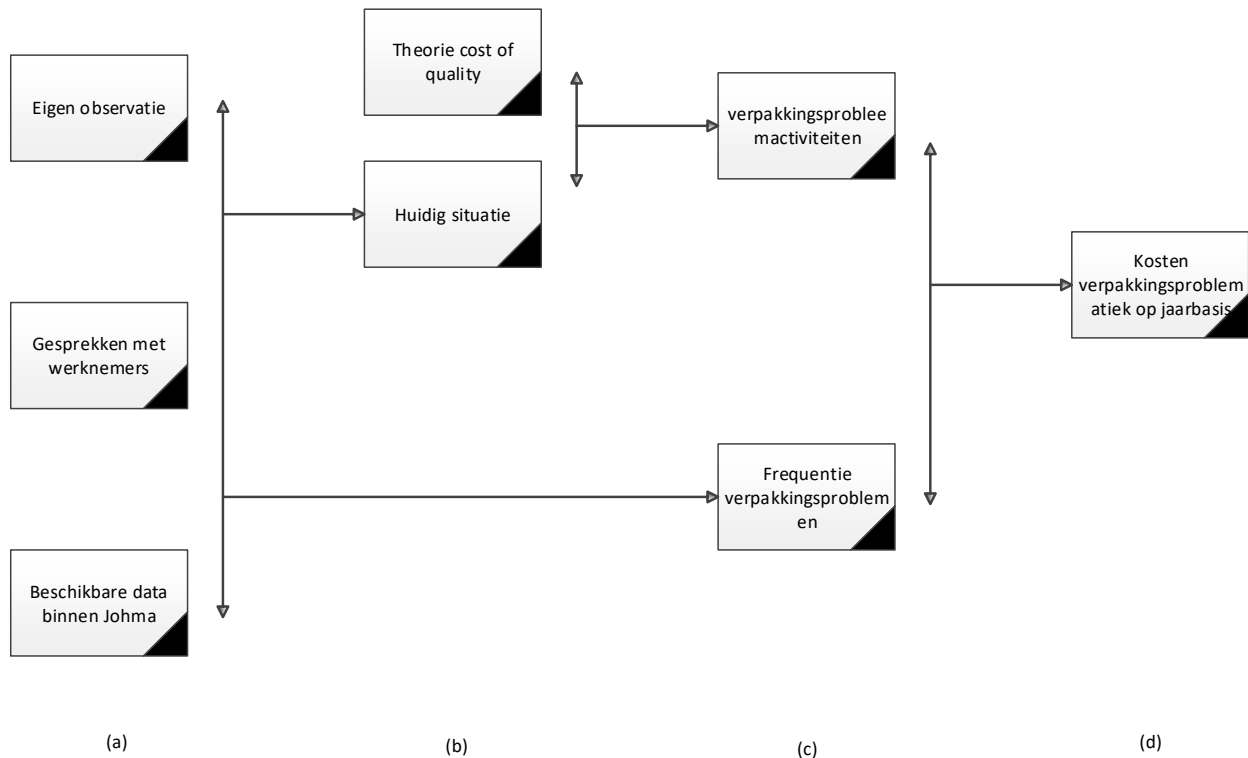 Eigen observatie
Gesprekken met
werknemers
Beschikbare data
binnen Johma
Theorie cost of
quality
Huidig situatie
verpakkingsproblee
mactiviteiten
Frequentie
verpakkingsproblem
en
Kosten
verpakkingsproblem
atiek op jaarbasis
(a)
(b)
(c)
(d)